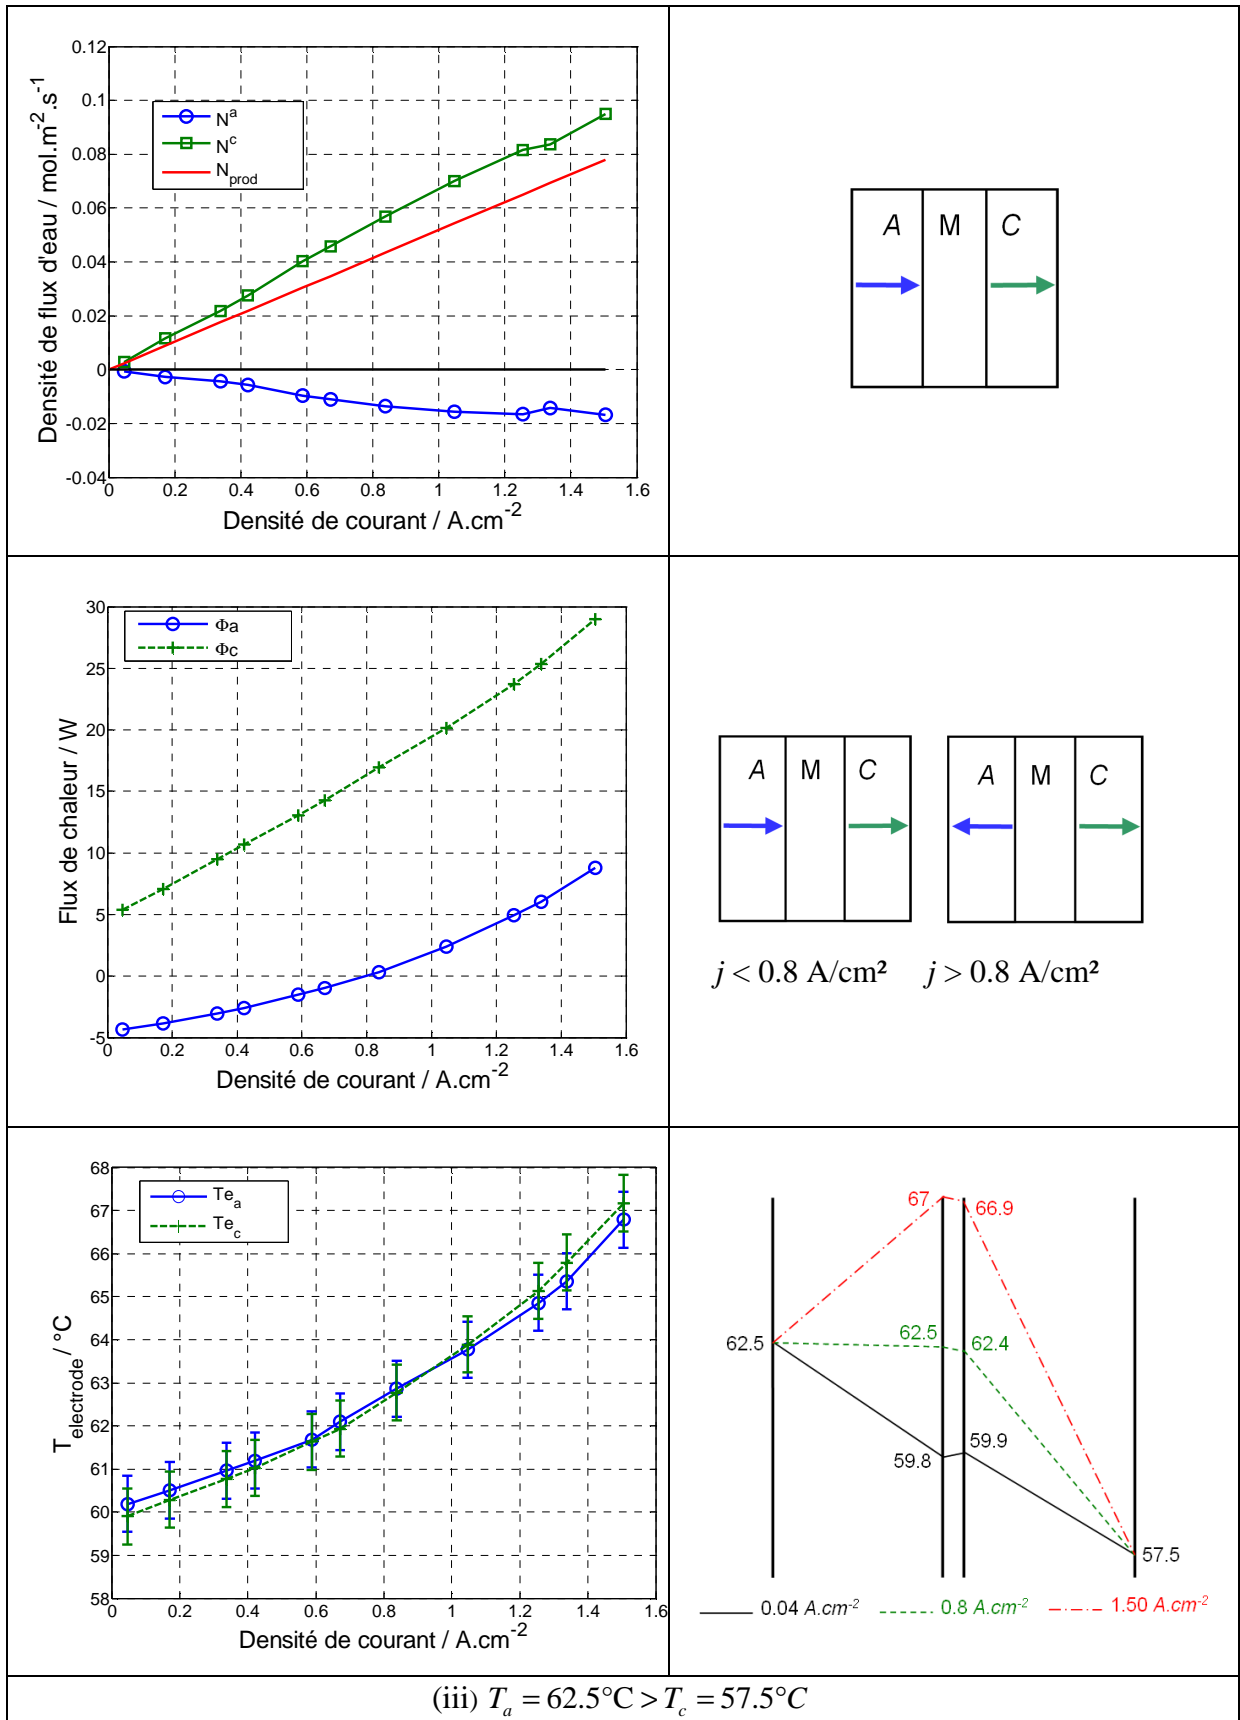 0.12
0.1
0.08
0.06
0.04
0.02
0
-0.02
-0.04
0 0.2 0.4 0.6 0.8 1 1.2 1.4 1.6
Densité de flux d'eau / mol.m-2.s-1
Densité de courant / A.cm-2
Na
Nc
Nprod
A M C
30
25
20
15
10
5
0
-5
0 0.2 0.4 0.6 0.8 1 1.2 1.4 1.6
Flux de chaleur / W
Densité de courant / A.cm-2
Φa
Φc
A M C
A M C
j < 0.8 A/cm²
j > 0.8 A/cm²
68
67
66
65
64
63
62
61
60
59
58
0 0.2 0.4 0.6 0.8 1 1.2 1.4 1.6
Telectrode / °C
Densité de courant / A.cm-2
Tea
Tec
67 66.9
62.5 62.5 62.4
59.8 59.9
57.5
0.04 A.cm-2 0.8 A.cm-2 1.50 A.cm-2
(iii) Ta = 62.5°C > Tc = 57.5°C